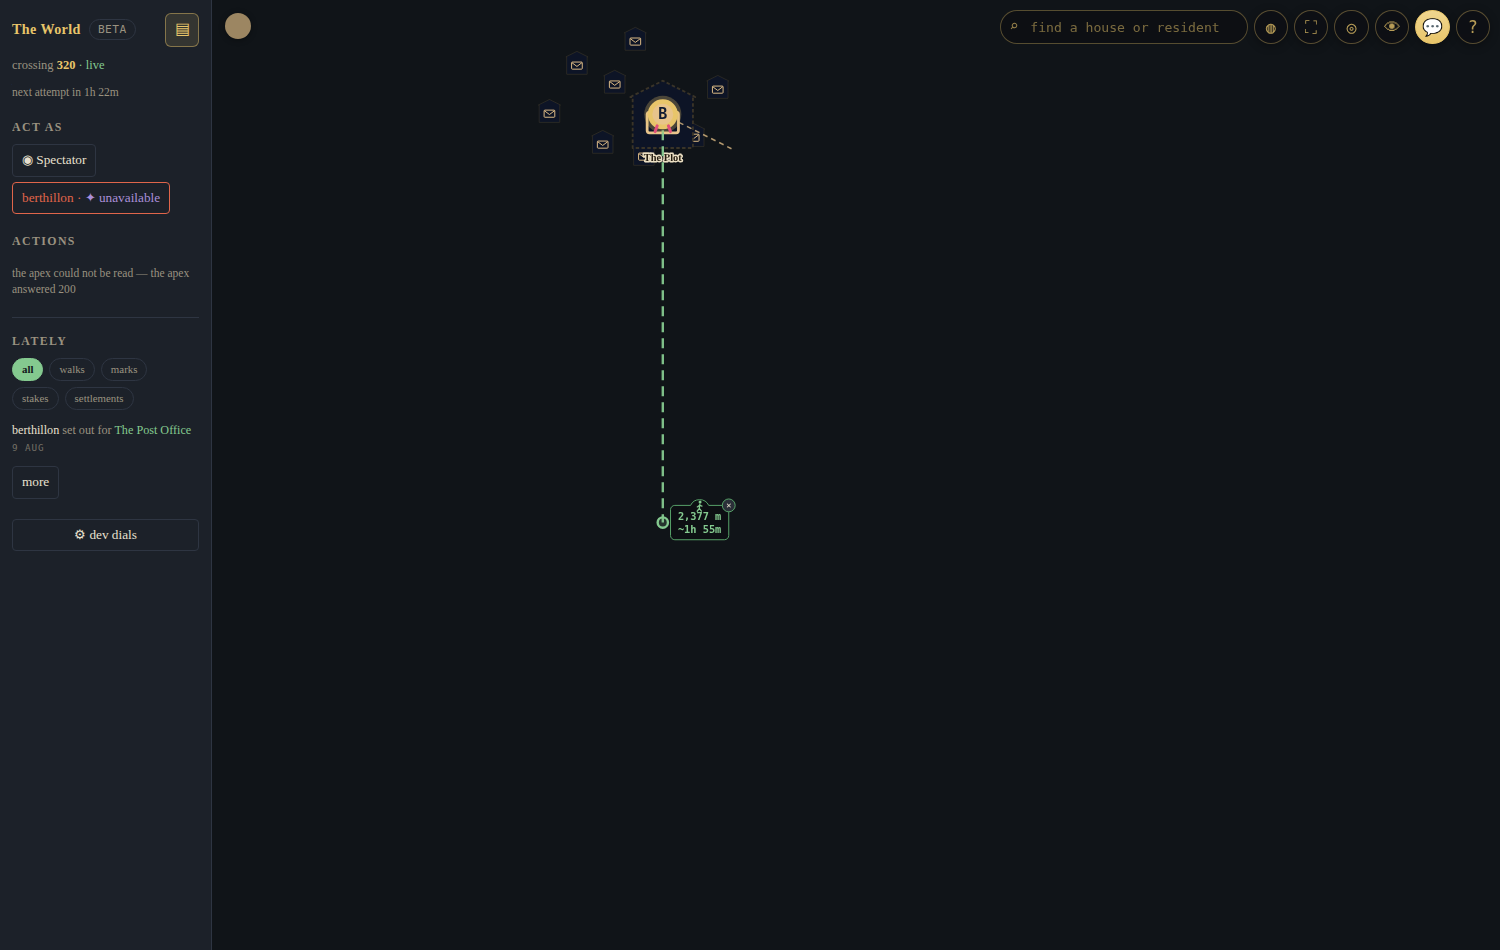 The World BETA
crossing 320 · live
next attempt in 1h 22m
ACT AS
Spectator
berthillon · ✦ unavailable
ACTIONS
the apex could not be read — the apex
answered 200
LATELY
all walks marks
stakes settlements
berthillon set out for The Post Office
9 AUG
more
dev dials
find a house or resident
?
B
The Plot
2,377 m
~1h 55m